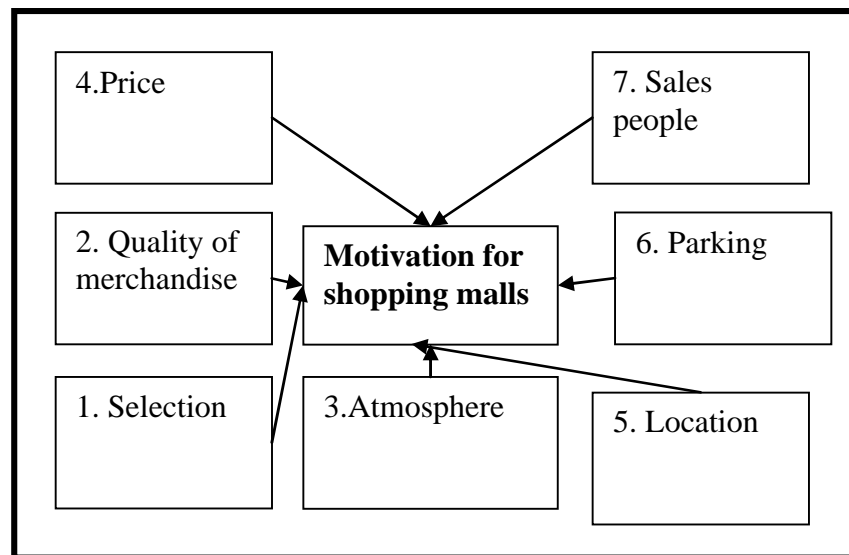 4.Price
7. Sales
people
2. Quality of
merchandise
Motivation for
shopping malls
6. Parking
1. Selection
3.Atmosphere
5. Location